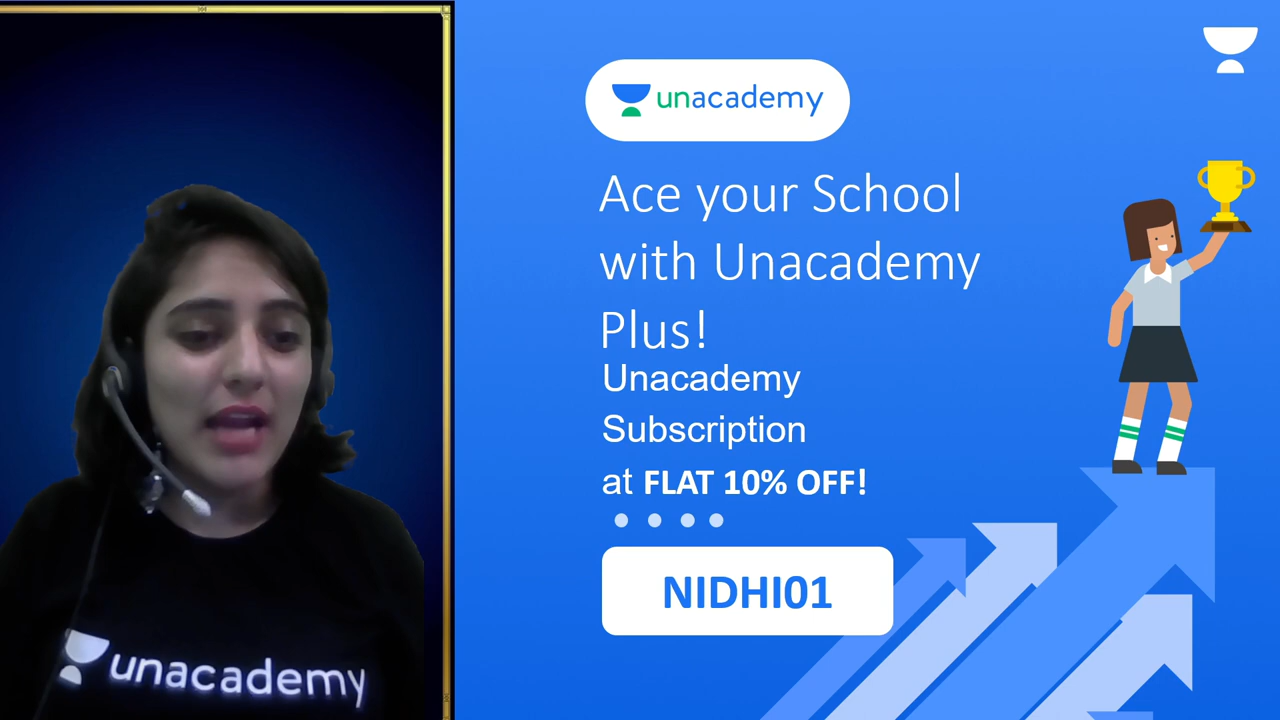 unacademy
Ace your School
with Unacademy
Plus!
Unacademy
Subscription
at FLAT 10% OFF!
NIDHI01
unacademy